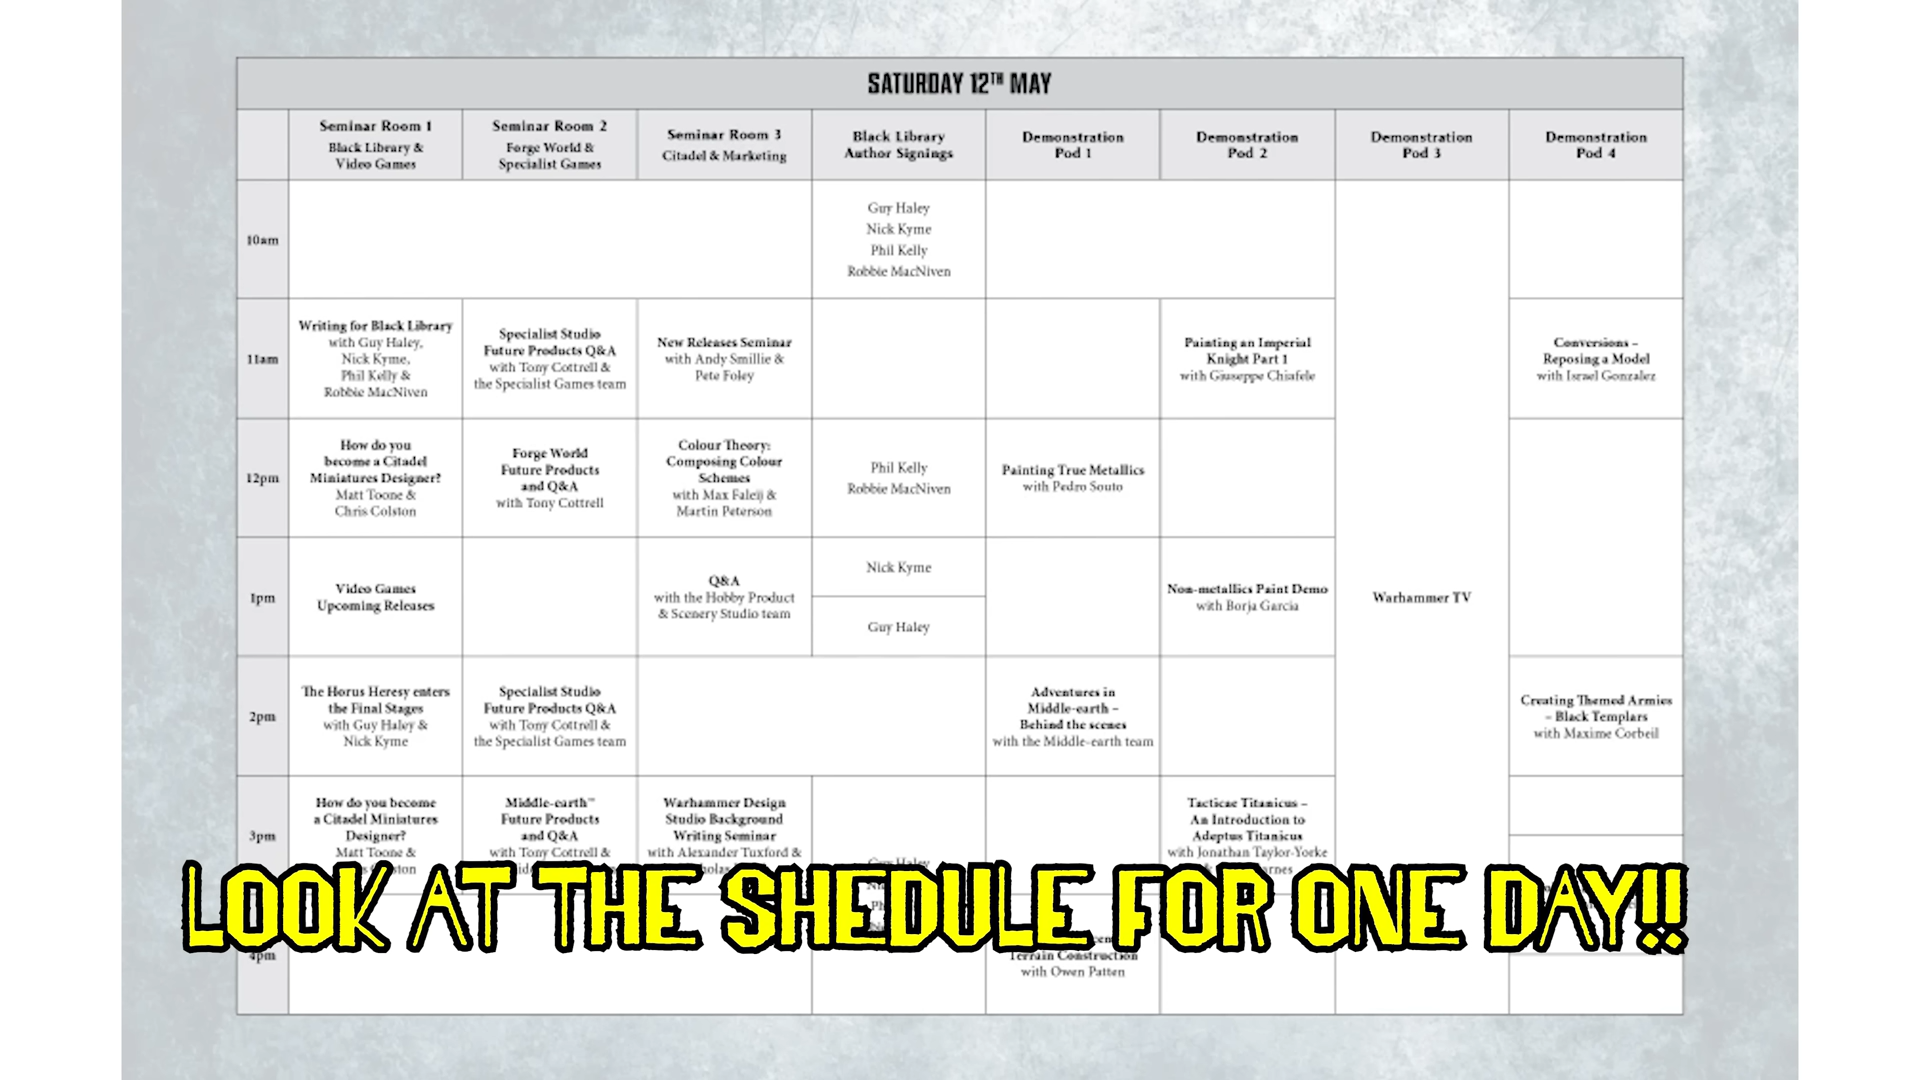 SATURDAY 12TH MAY
Seminar Room 1
Black Library &
Video Games
Seminar Room 2
Forge World &
Specialist Games
Seminar Room 3
Citadel & Marketing
Black Library
Author Signings
Demonstration
Pod 1
Demonstration
Pod 2
Demonstration
Pod 3
Demonstration
Pod 4
10am
Guy Haley
Nick Kyme
Phil Kelly
Robbie MacNiven
11am
Writing for Black Library
with Guy Haley,
Nick Kyme,
Phil Kelly &
Robbie MacNiven
Specialist Studio
Future Products Q&A
with Tony Cottrell &
the Specialist Games team
New Releases Seminar
with Andy Smillie &
Pete Foley
Painting an Imperial
Knight Part 1
with Giuseppe Chiafele
Conversions –
Reposing a Model
with Israel Gonzalez
12pm
How do you
become a Citadel
Miniatures Designer?
Matt Toone &
Chris Colston
Forge World
Future Products
and Q&A
with Tony Cottrell
Colour Theory:
Composing Colour
Schemes
with Max Faleij &
Martin Peterson
Phil Kelly
Robbie MacNiven
Painting True Metallics
with Pedro Souto
1pm
Video Games
Upcoming Releases
Q&A
with the Hobby Product
& Scenery Studio team
Nick Kyme
Guy Haley
Non-metallics Paint Demo
with Borja Garcia
Warhammer TV
2pm
The Horus Heresy enters
the Final Stages
with Guy Haley &
Nick Kyme
Specialist Studio
Future Products Q&A
with Tony Cottrell &
the Specialist Games team
Adventures in
Middle-earth –
Behind the scenes
with the Middle-earth team
Creating Themed Armies
– Black Templars
with Maxime Corbeil
3pm
How do you become
a Citadel Miniatures
Designer?
Matt Toone &
Middle-earth™
Future Products
and Q&A
with Tony Cottrell &
Warhammer Design
Studio Background
Writing Seminar
with Alexander Tuxford &
Guy Haley
Tacticae Titanicus –
An Introduction to
Adeptus Titanicus
with Jonathan Taylor-Yorke
LOOK AT THE SHEDULE FOR ONE DAY!!
4pm
Terrain Construction
with Owen Patten